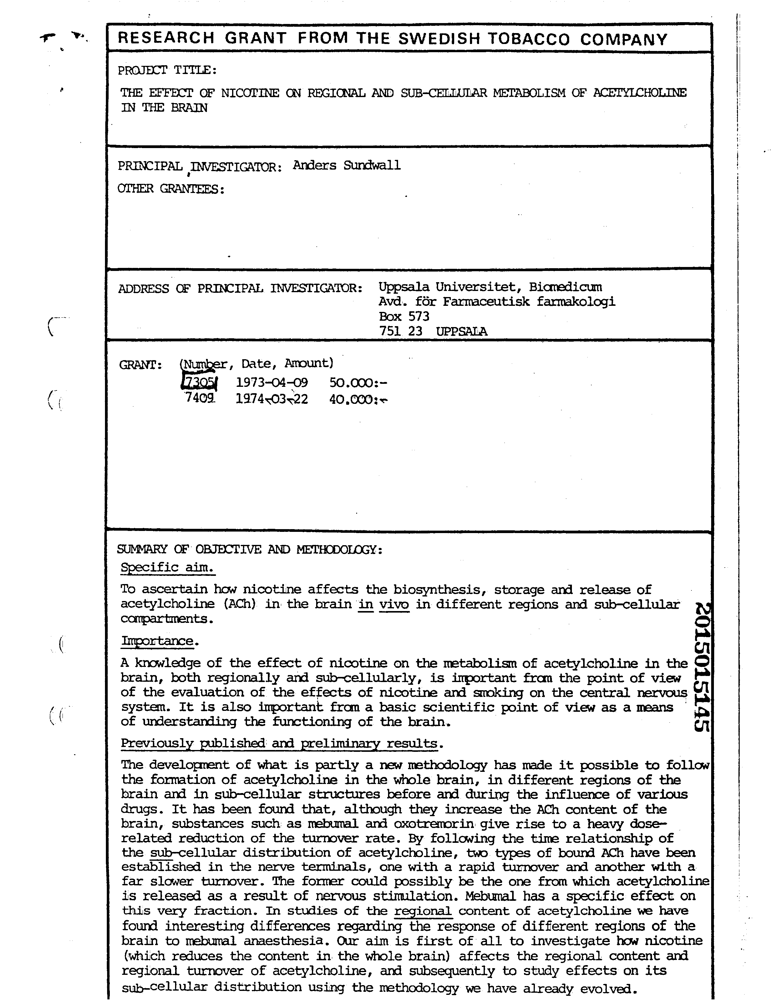 RESEARCH GRANT FROM THE SWEDISH TOBACCO COMPANY
PROJECT TITLE:
THE EFFECT OF NICOTINE ON REGIONAL AND SUB-CELLULAR METABOLISM OF ACETYLCHOLINE
IN THE BRAIN
PRINCIPAL INVESTIGATOR: Anders Sundwall
OTHER GRANTEES:
ADDRESS OF PRINCIPAL INVESTIGATOR: Uppsala Universitet, Biomedicum
Avd. för Farmaceutisk farmakologi
Box 573
751 23 UPPSALA
GRANT: (Number, Date, Amount)
7305 1973-04-09 50.000:-
7409 1974-03-22 40.000:-
SUMMARY OF OBJECTIVE AND METHODOLOGY:
Specific aim.
To ascertain how nicotine affects the biosynthesis, storage and release of
acetylcholine (ACh) in the brain in vivo in different regions and sub-cellular
compartments.
Importance.
A knowledge of the effect of nicotine on the metabolism of acetylcholine in the
brain, both regionally and sub-cellularly, is important from the point of view
of the evaluation of the effects of nicotine and smoking on the central nervous
system. It is also important from a basic scientific point of view as a means
of understanding the functioning of the brain.
Previously published and preliminary results.
The development of what is partly a new methodology has made it possible to follow
the formation of acetylcholine in the whole brain, in different regions of the
brain and in sub-cellular structures before and during the influence of various
drugs. It has been found that, although they increase the ACh content of the
brain, substances such as mebumal and oxotremorin give rise to a heavy dose-
related reduction of the turnover rate. By following the time relationship of
the sub-cellular distribution of acetylcholine, two types of bound ACh have been
established in the nerve terminals, one with a rapid turnover and another with a
far slower turnover. The former could possibly be the one from which acetylcholine
is released as a result of nervous stimulation. Mebumal has a specific effect on
this very fraction. In studies of the regional content of acetylcholine we have
found interesting differences regarding the response of different regions of the
brain to mebumal anaesthesia. Our aim is first of all to investigate how nicotine
(which reduces the content in the whole brain) affects the regional content and
regional turnover of acetylcholine, and subsequently to study effects on its
sub-cellular distribution using the methodology we have already evolved.
2015015145